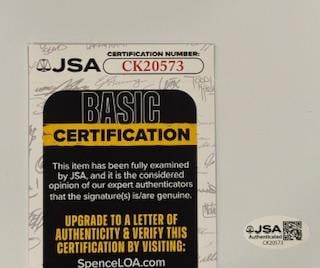 CERTIFICATION NUMBER:
JSA CK20573
BASIC
CERTIFICATION
This item has been fully examined
by JSA, and it is the considered
opinion of our expert authenticators
that the signature(s) is/are genuine.
UPGRADE TO A LETTER OF
AUTHENTICITY & VERIFY THIS
CERTIFICATION BY VISITING:
SpenceLOA.com
JSA
Authenticated
CK20573